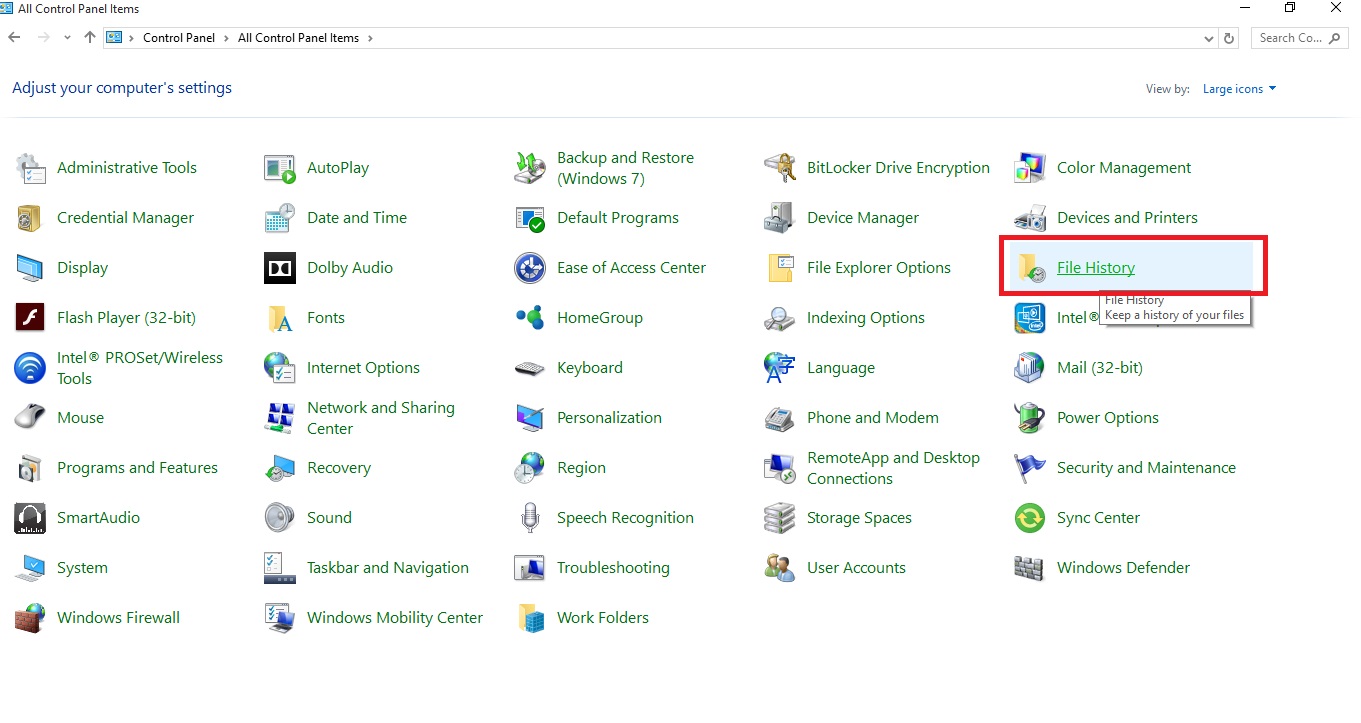 All Control Panel Items
Control Panel > All Control Panel Items >
Search Co...
Adjust your computer's settings
View by: Large icons
Administrative Tools
AutoPlay
Backup and Restore
(Windows 7)
BitLocker Drive Encryption
Color Management
Credential Manager
Date and Time
Default Programs
Device Manager
Devices and Printers
Display
Dolby Audio
Ease of Access Center
File Explorer Options
File History
File History
Keep a history of your files
Flash Player (32-bit)
Fonts
HomeGroup
Indexing Options
Intel®
Intel® PROSet/Wireless
Tools
Internet Options
Keyboard
Language
Mail (32-bit)
Mouse
Network and Sharing
Center
Personalization
Phone and Modem
Power Options
Programs and Features
Recovery
Region
RemoteApp and Desktop
Connections
Security and Maintenance
SmartAudio
Sound
Speech Recognition
Storage Spaces
Sync Center
System
Taskbar and Navigation
Troubleshooting
User Accounts
Windows Defender
Windows Firewall
Windows Mobility Center
Work Folders